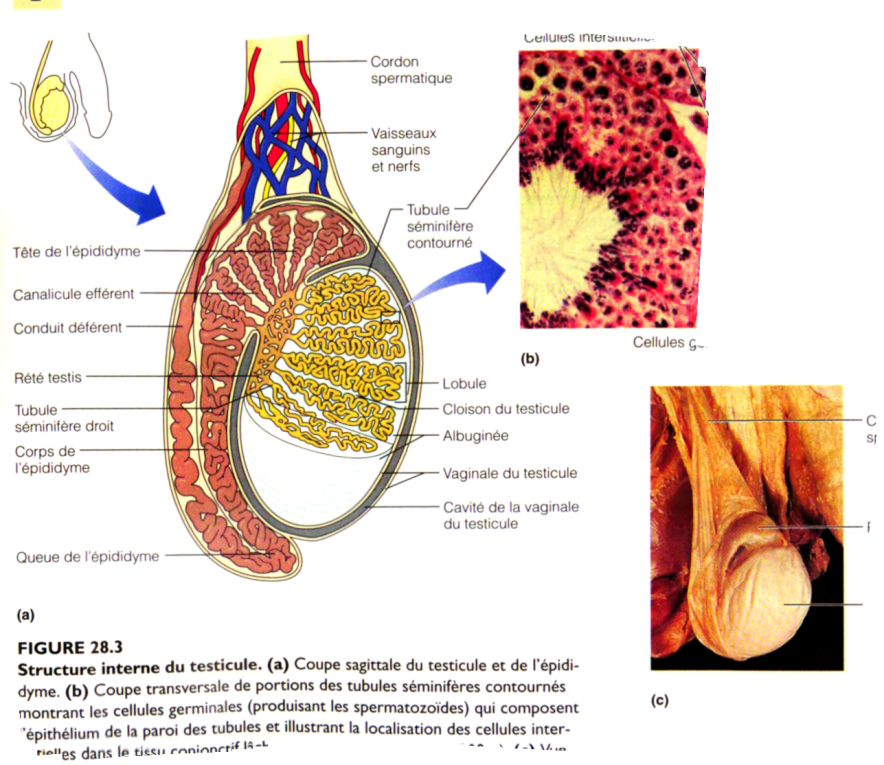 Cordon
spermatique
Vaisseaux
sanguins
et nerfs
Tubule
séminifère
contourné
Tête de l'épididyme
Canalicule efférent
Conduit déférent
Rété testis
Tubule
séminifère droit
Corps de
l'épididyme
Queue de l'épididyme
Lobule
Cloison du testicule
Albuginée
Vaginale du testicule
Cavité de la vaginale
du testicule
(a)
Cellules
(b)
Cellules
(c)
FIGURE 28.3
Structure interne du testicule. (a) Coupe sagittale du testicule et de l'épidi-
dyme. (b) Coupe transversale de portions des tubules séminifères contournés
montrant les cellules germinales (produisant les spermatozoïdes) qui composent
l'épithélium de la paroi des tubules et illustrant la localisation des cellules inter-
dans le tissu conjonctif